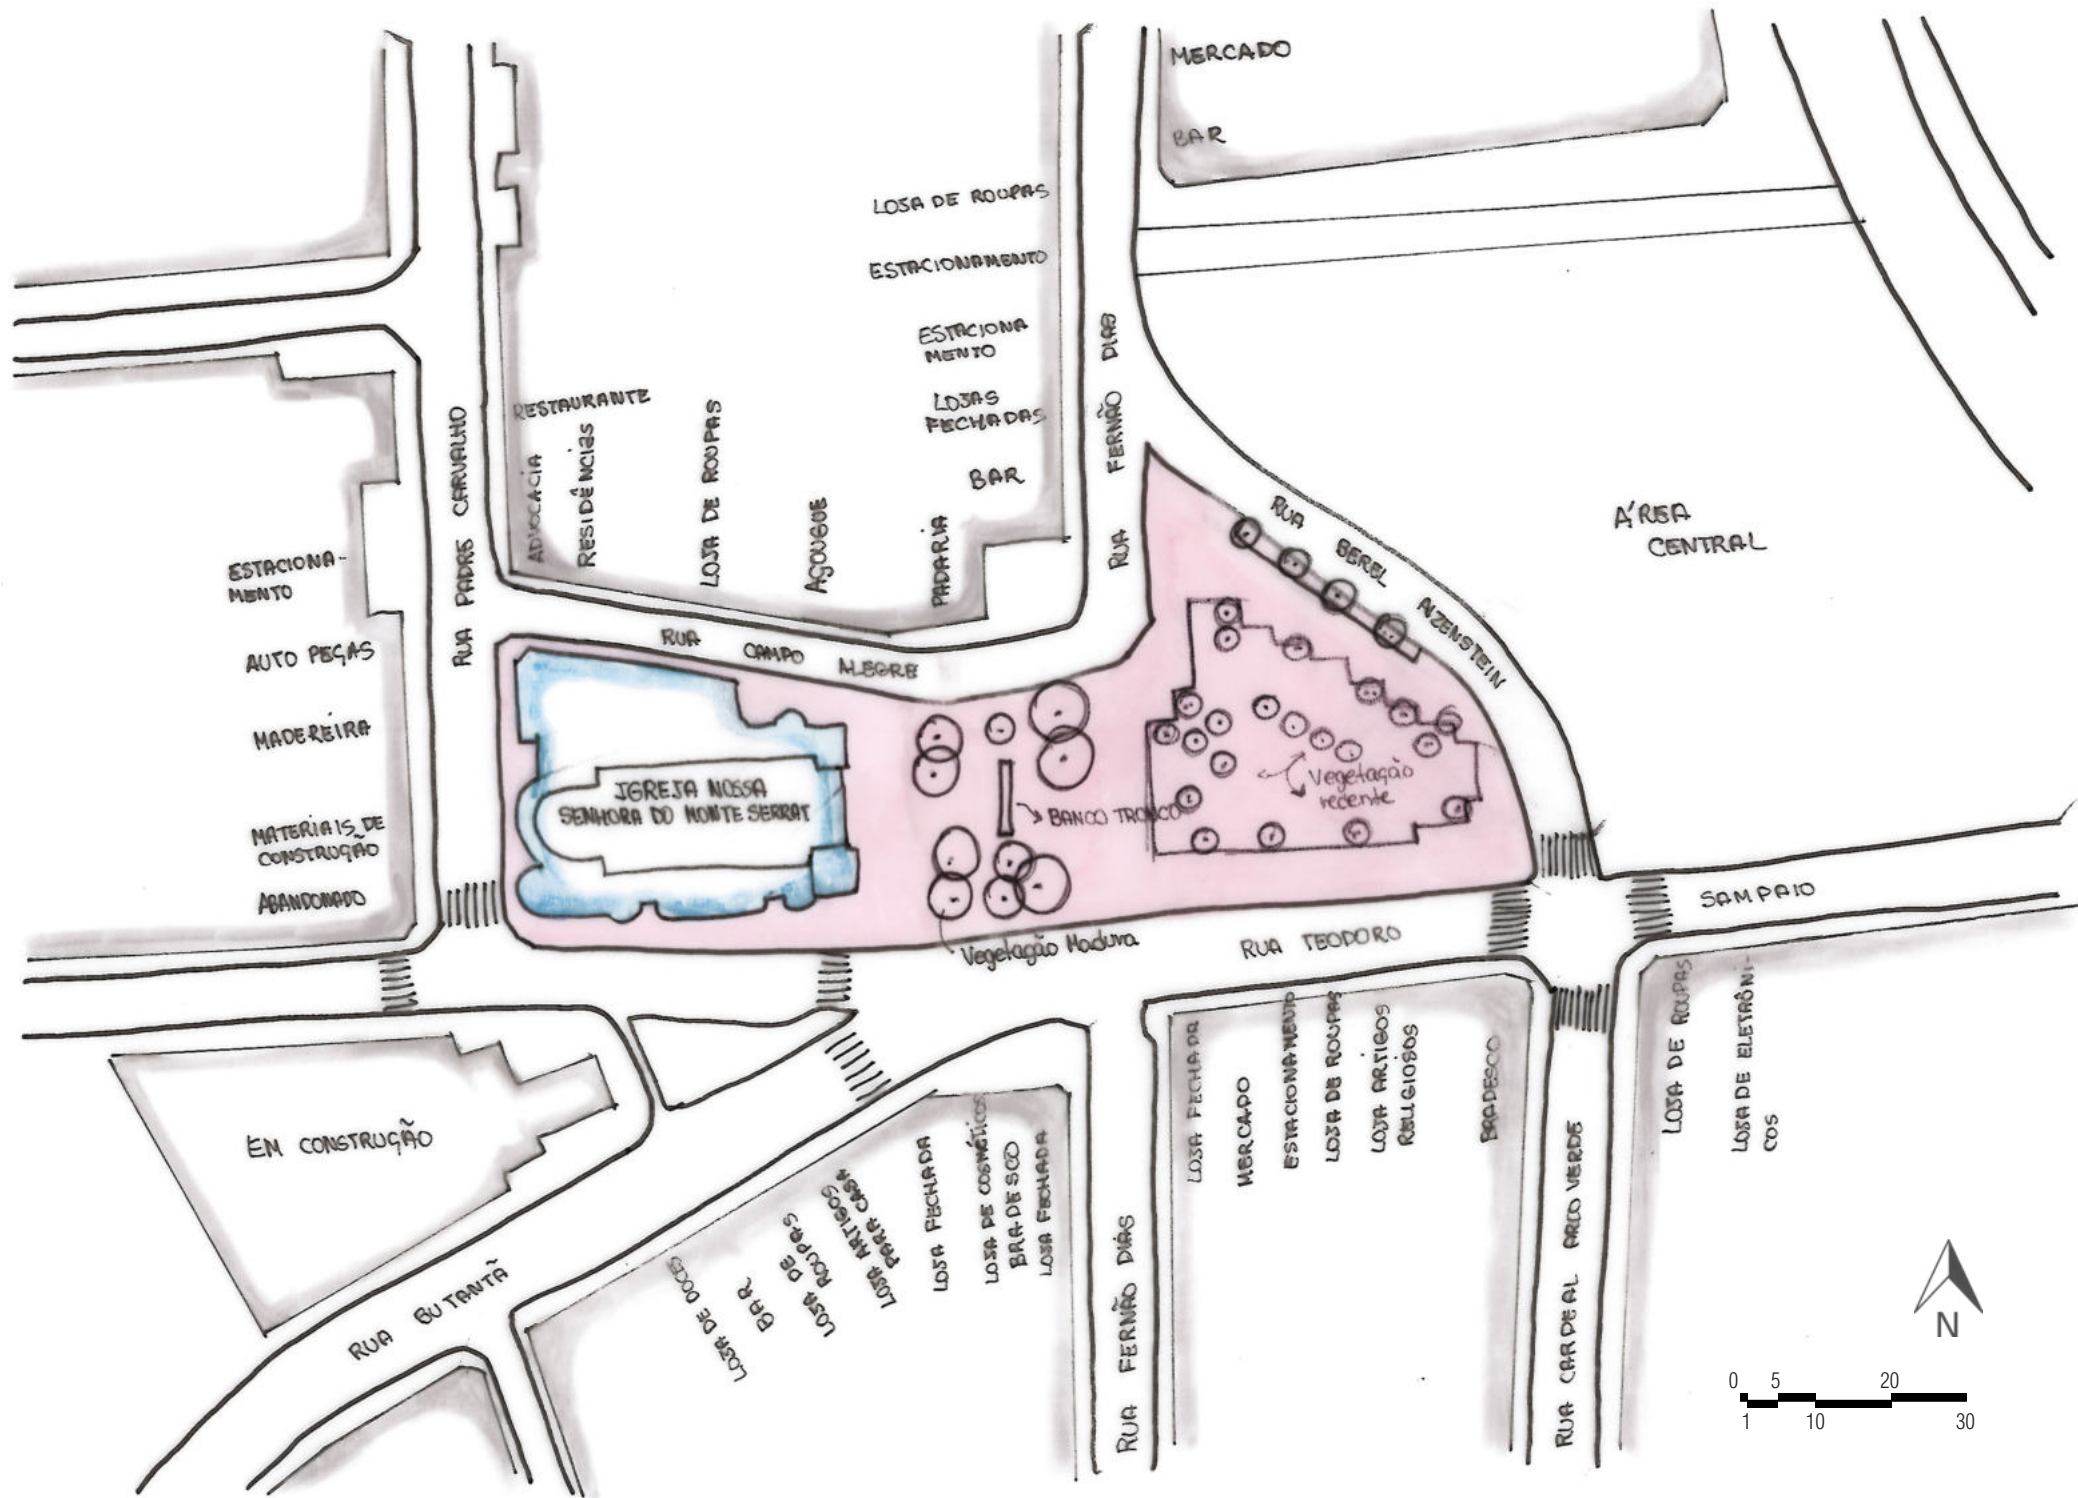 MERCADO
BAR
LOJA DE ROUPAS
ESTACIONAMENTO
ESTACIONA
MENTO
LOJAS
FECHADAS
BAR
RESTAURANTE
ADVOCACIA
RESIDÊNCIAS
LOJA DE ROUPAS
AÇOUGUE
PADARIA
RUA PADRE CARVALHO
RUA FERNÃO DIAS
RUA BEREL AIZENSTEIN
ÁREA
CENTRAL
ESTACIONA-
MENTO
AUTO PEÇAS
MADEREIRA
MATERIAIS DE
CONSTRUÇÃO
ABANDONADO
RUA CAMPO ALEGRE
IGREJA NOSSA
SENHORA DO MONTE SERRAT
BANCO TRONCO
Vegetação
recente
Vegetação Madura
RUA TEODORO SAMPAIO
EM CONSTRUÇÃO
RUA BUTANTÃ
LOJA DE DOCES
BAR
LOJA DE
ROUPAS
LOJA ARTIGOS
PARA CASA
LOJA FECHADA
LOJA DE COSMÉTICOS
BRADESCO
LOJA FECHADA
RUA FERNÃO DIAS
LOJA FECHADA
MERCADO
ESTACIONAMENTO
LOJA DE ROUPAS
LOJA ARTIGOS
RELIGIOSOS
BRADESCO
RUA CARDEAL ARCO VERDE
LOJA DE ROUPAS
LOJA DE ELETRÔNI-
COS
N
0 5 20
1 10 30